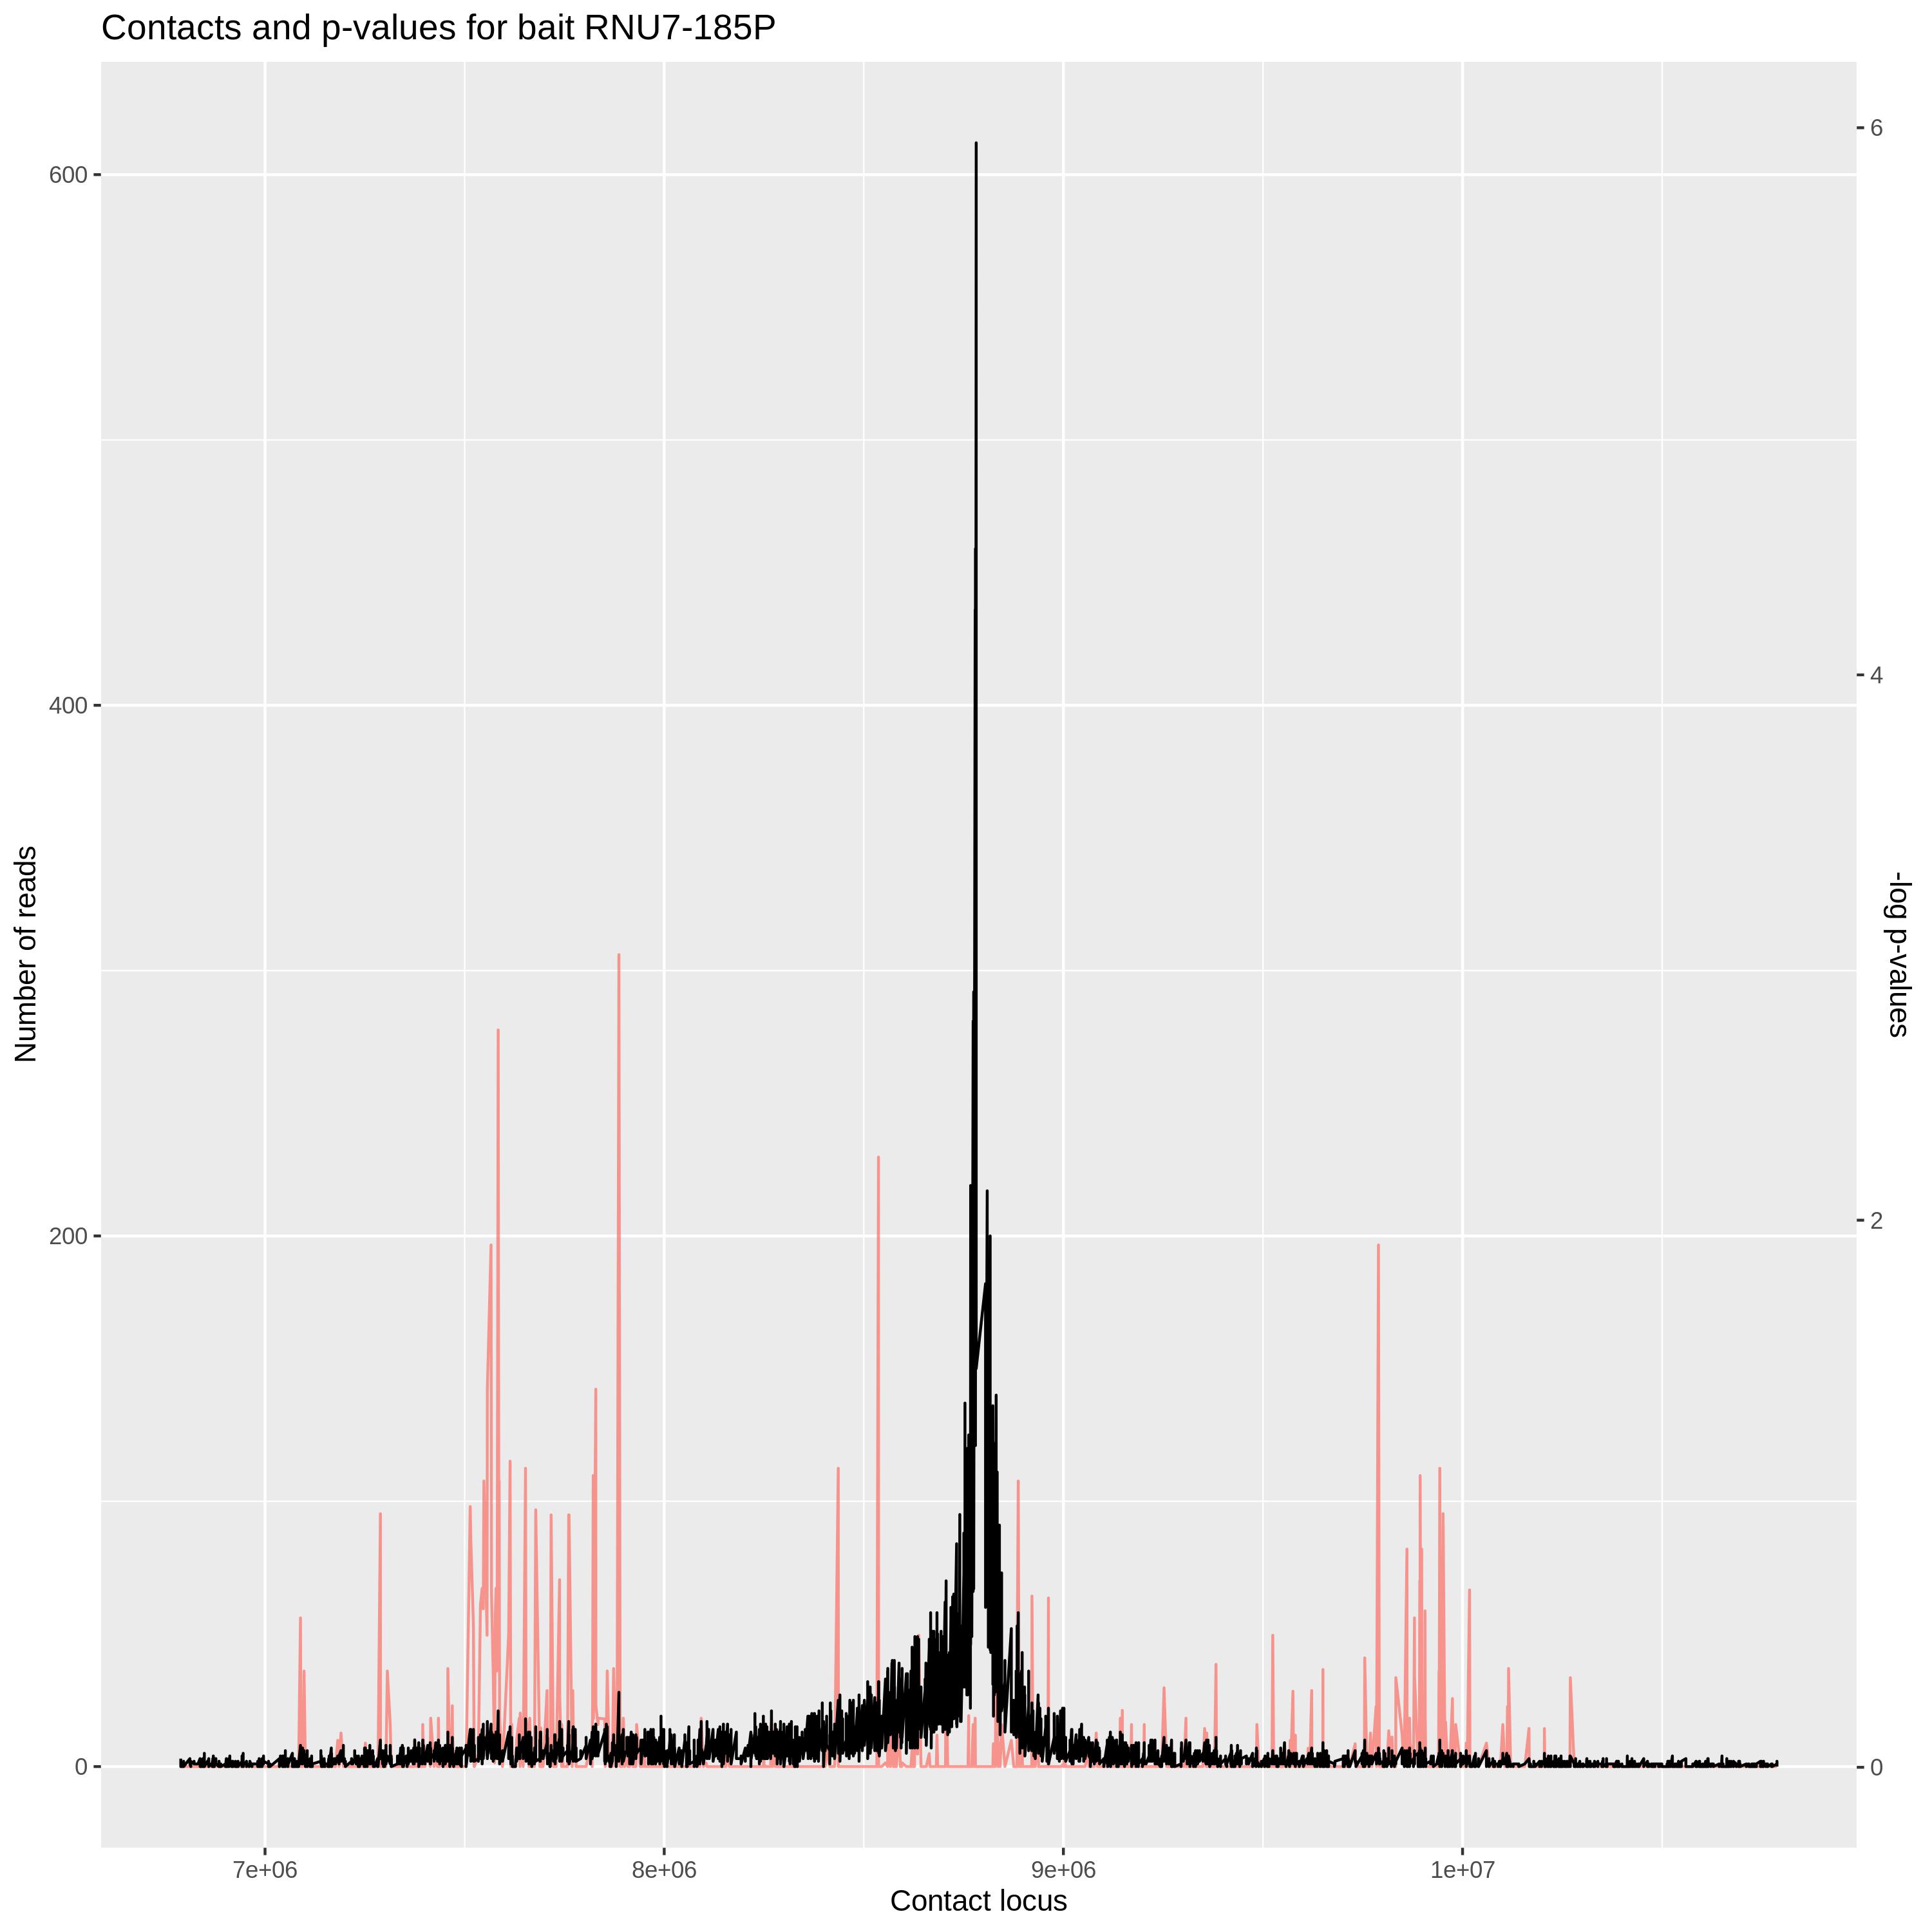 Contacts and p-values for bait RNU7-185P
600
400
200
0
Number of reads
6
4
2
0
-log p-values
7e+06
8e+06
9e+06
1e+07
Contact locus